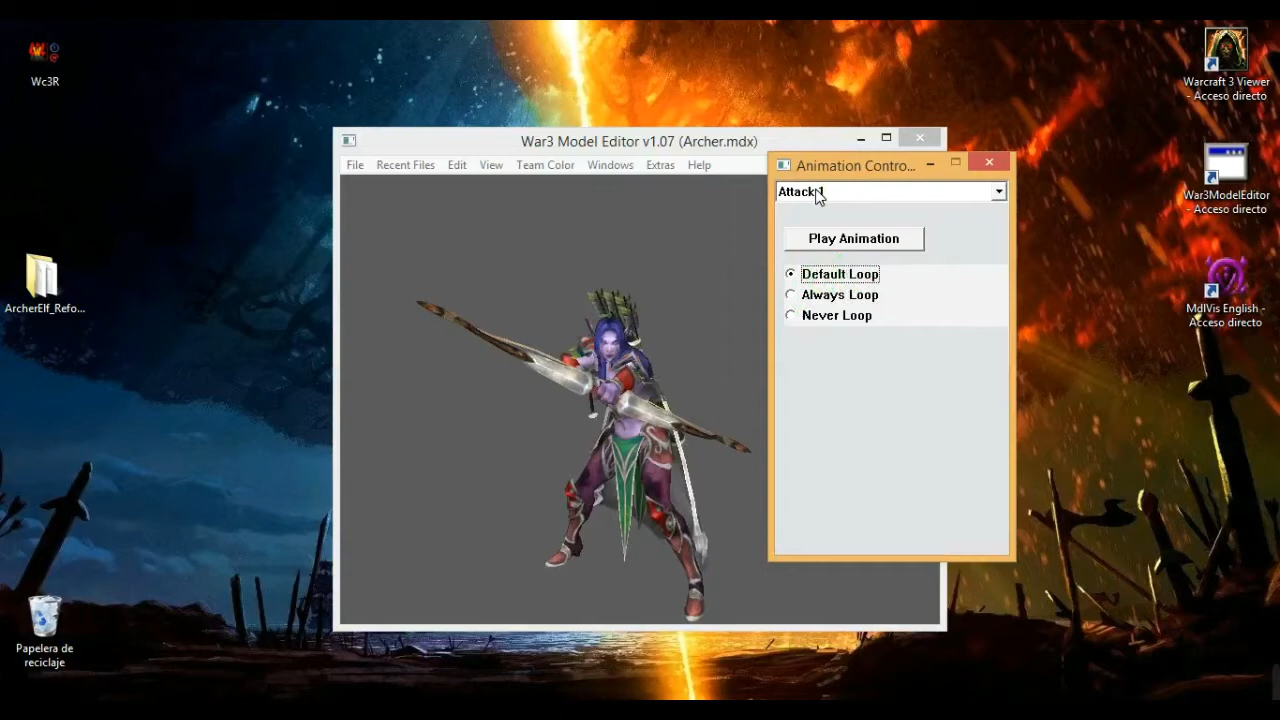 Wc3R
ArcherElf_Refo...
Papelera de
reciclaje
War3 Model Editor v1.07 (Archer.mdx)
File Recent Files Edit View Team Color Windows Extras Help
Animation Contro...
Attack 1
Play Animation
Default Loop
Always Loop
Never Loop
Warcraft 3 Viewer
- Acceso directo
War3ModelEditor
- Acceso directo
MdlVis English -
Acceso directo